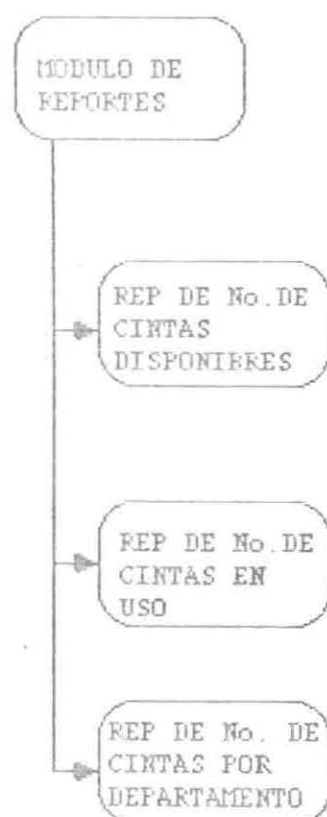 MODULO DE
REPORTES
REP DE No.DE
CINTAS
DISPONIBRES
REP DE No.DE
CINTAS EN
USO
REP DE No. DE
CINTAS POR
DEPARTAMENTO